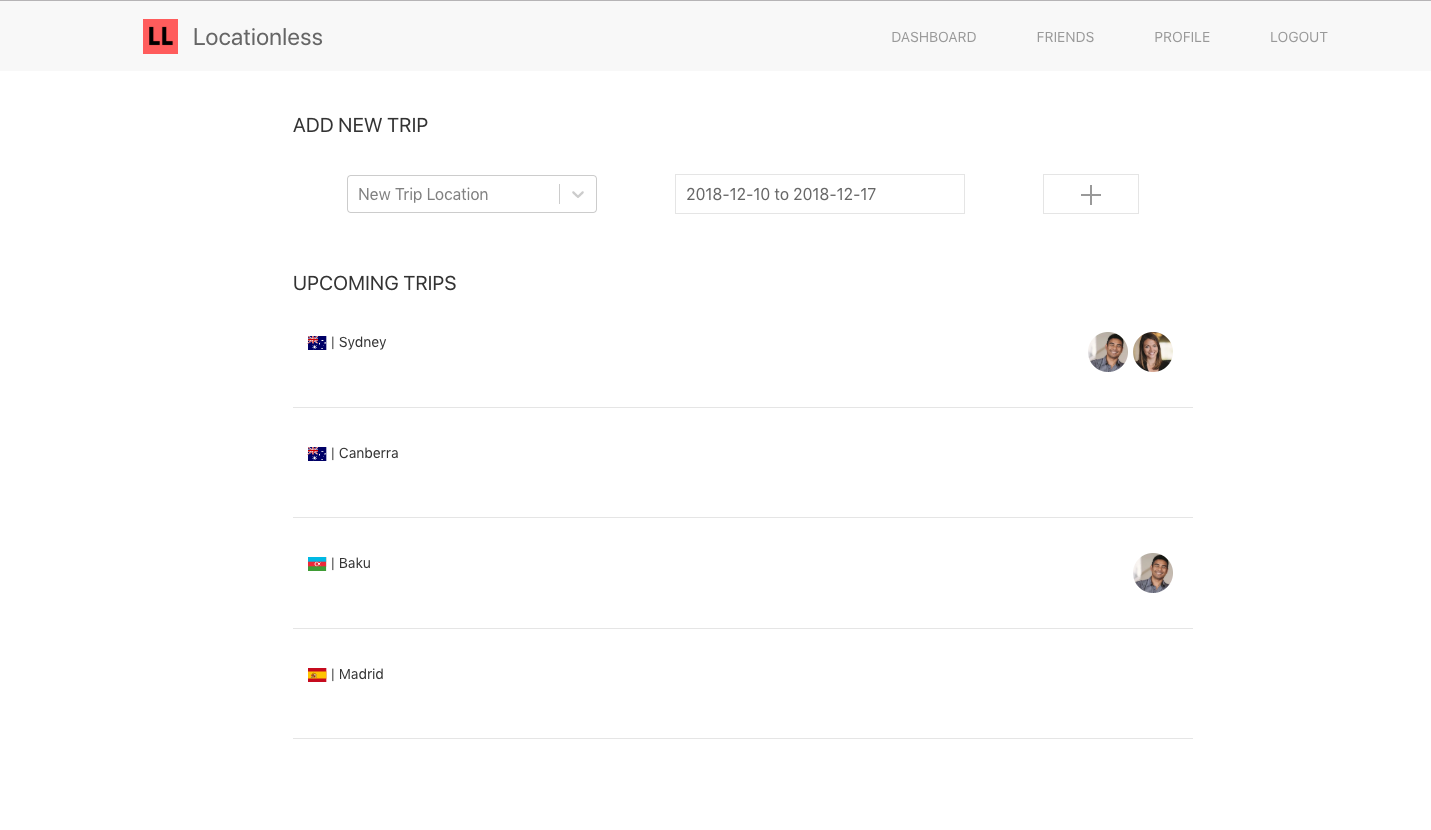 LL Locationless DASHBOARD FRIENDS PROFILE LOGOUT
ADD NEW TRIP
New Trip Location 2018-12-10 to 2018-12-17
UPCOMING TRIPS
| Sydney
| Canberra
| Baku
| Madrid